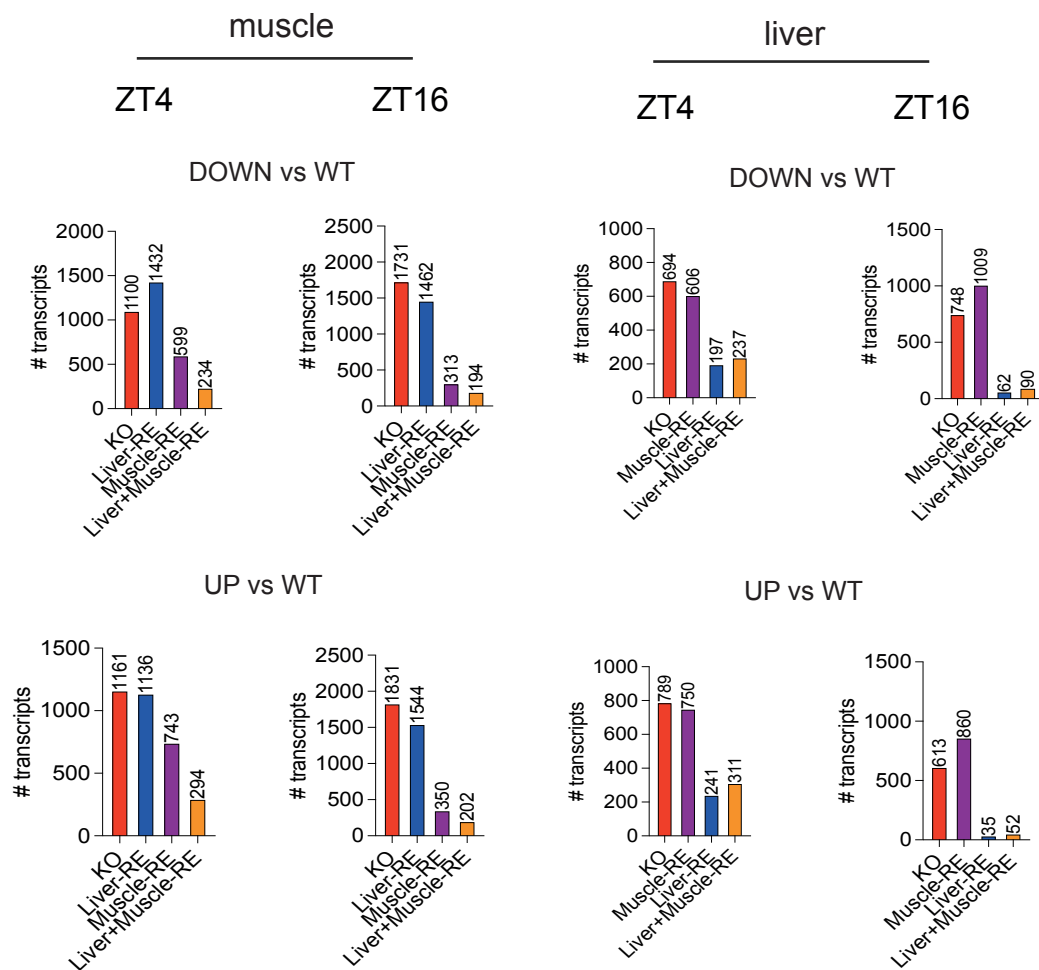 muscle
liver
ZT4
ZT16
ZT4
ZT16
DOWN vs WT
DOWN vs WT
# transcripts
2000
1500
1000
500
0
1100
1432
599
234
KO
Liver-RE
Muscle-RE
Liver+Muscle-RE
# transcripts
2500
2000
1500
1000
500
0
1731
1462
313
194
KO
Liver-RE
Muscle-RE
Liver+Muscle-RE
# transcripts
1000
800
600
400
200
0
694
606
197
237
KO
Muscle-RE
Liver-RE
Liver+Muscle-RE
# transcripts
1500
1000
500
0
748
1009
62
90
KO
Muscle-RE
Liver-RE
Liver+Muscle-RE
UP vs WT
UP vs WT
# transcripts
1500
1000
500
0
1161
1136
743
294
KO
Liver-RE
Muscle-RE
Liver+Muscle-RE
# transcripts
2500
2000
1500
1000
500
0
1831
1544
350
202
KO
Liver-RE
Muscle-RE
Liver+Muscle-RE
# transcripts
1000
800
600
400
200
0
789
750
241
311
KO
Muscle-RE
Liver-RE
Liver+Muscle-RE
# transcripts
1500
1000
500
0
613
860
35
52
KO
Muscle-RE
Liver-RE
Liver+Muscle-RE